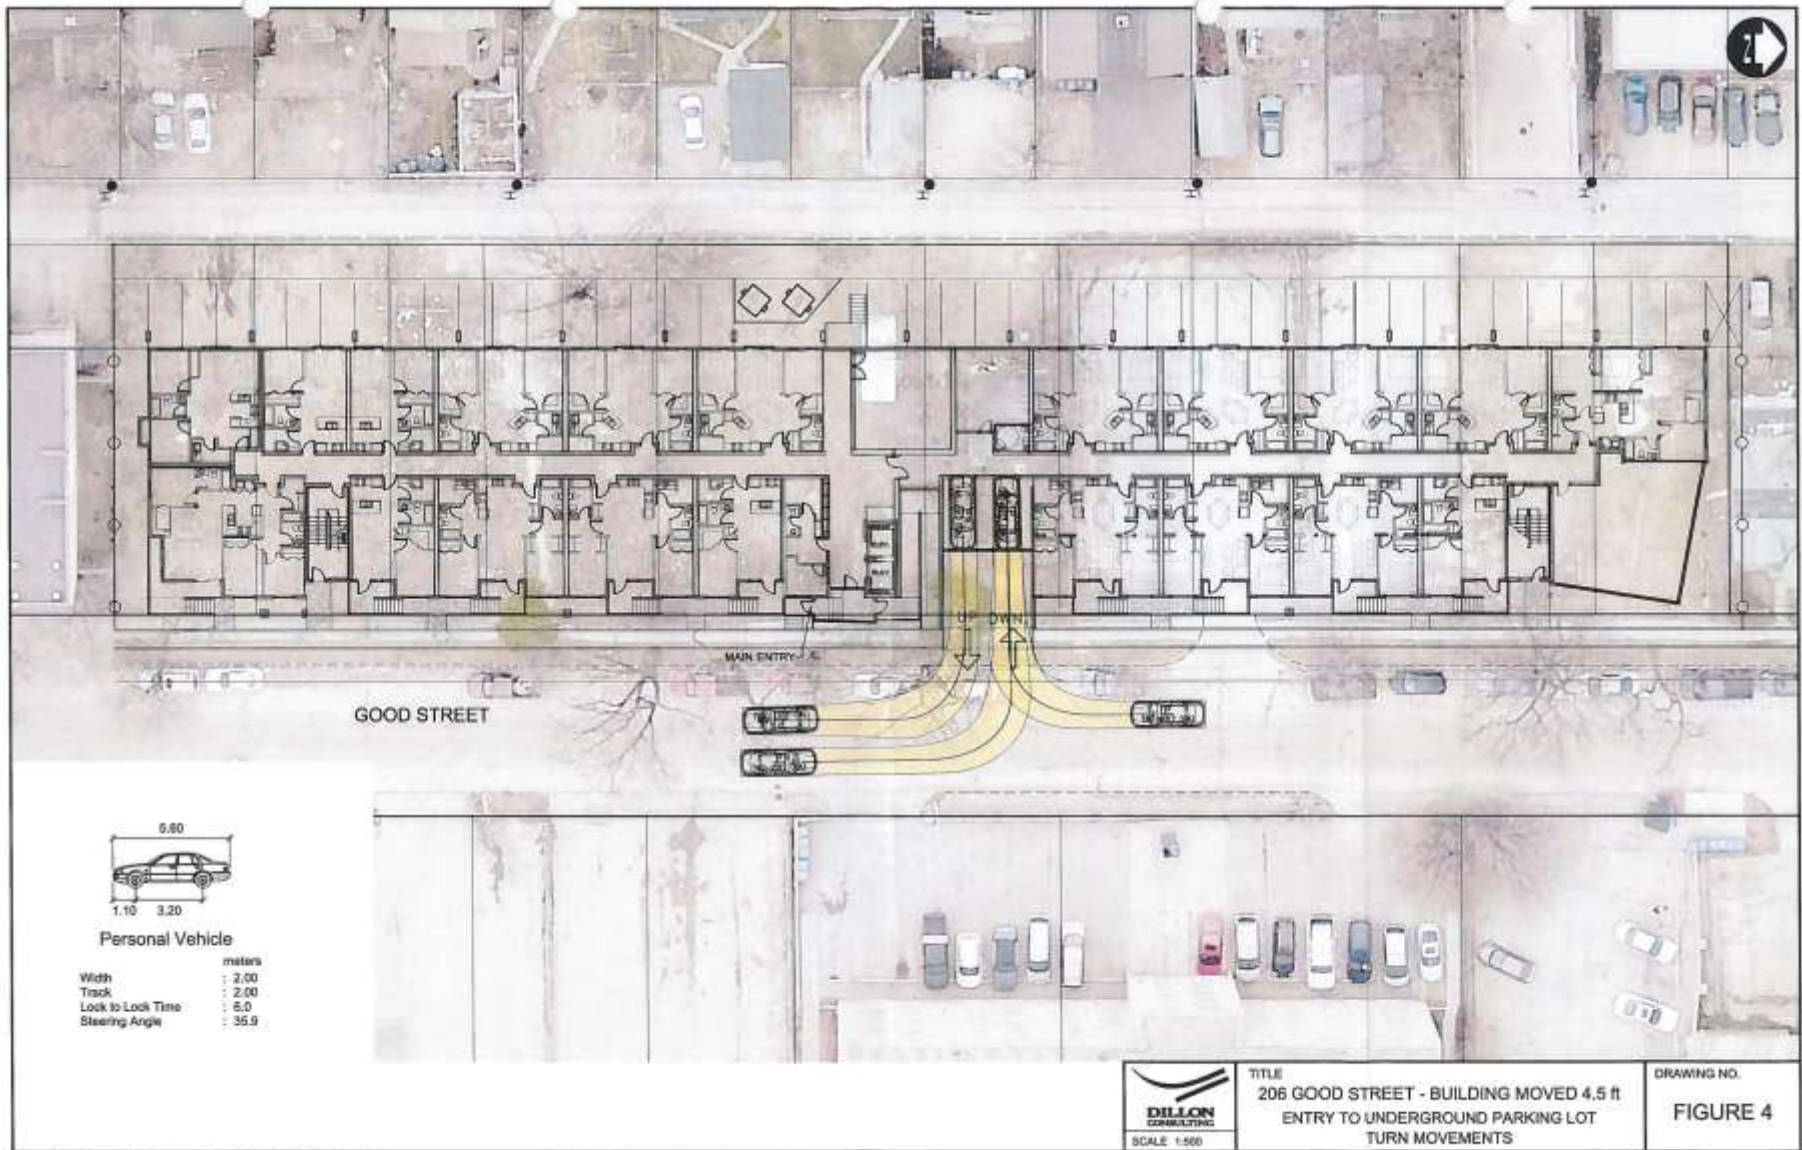 N
UP DWN.
MAIN ENTRY
GOOD STREET
5.60
1.10 3.20
Personal Vehicle
meters
Width : 2.00
Track : 2.00
Lock to Lock Time : 6.0
Steering Angle : 35.9
DILLON
CONSULTING
SCALE 1:500
TITLE
206 GOOD STREET - BUILDING MOVED 4.5 ft
ENTRY TO UNDERGROUND PARKING LOT
TURN MOVEMENTS
DRAWING NO.
FIGURE 4